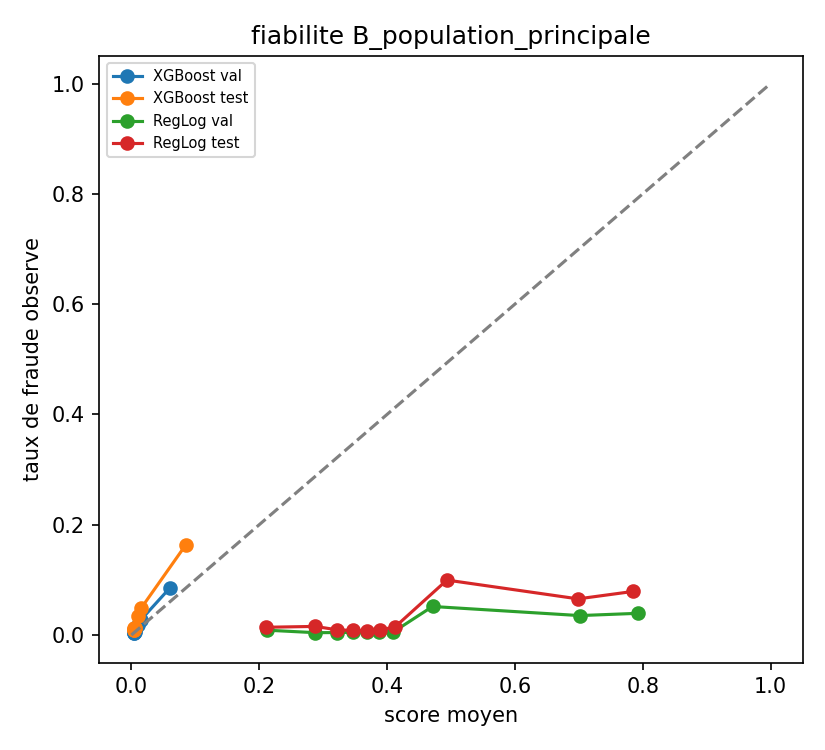 fiabilite B_population_principale
XGBoost val
XGBoost test
RegLog val
RegLog test
taux de fraude observe
1.0
0.8
0.6
0.4
0.2
0.0
0.0 0.2 0.4 0.6 0.8 1.0
score moyen